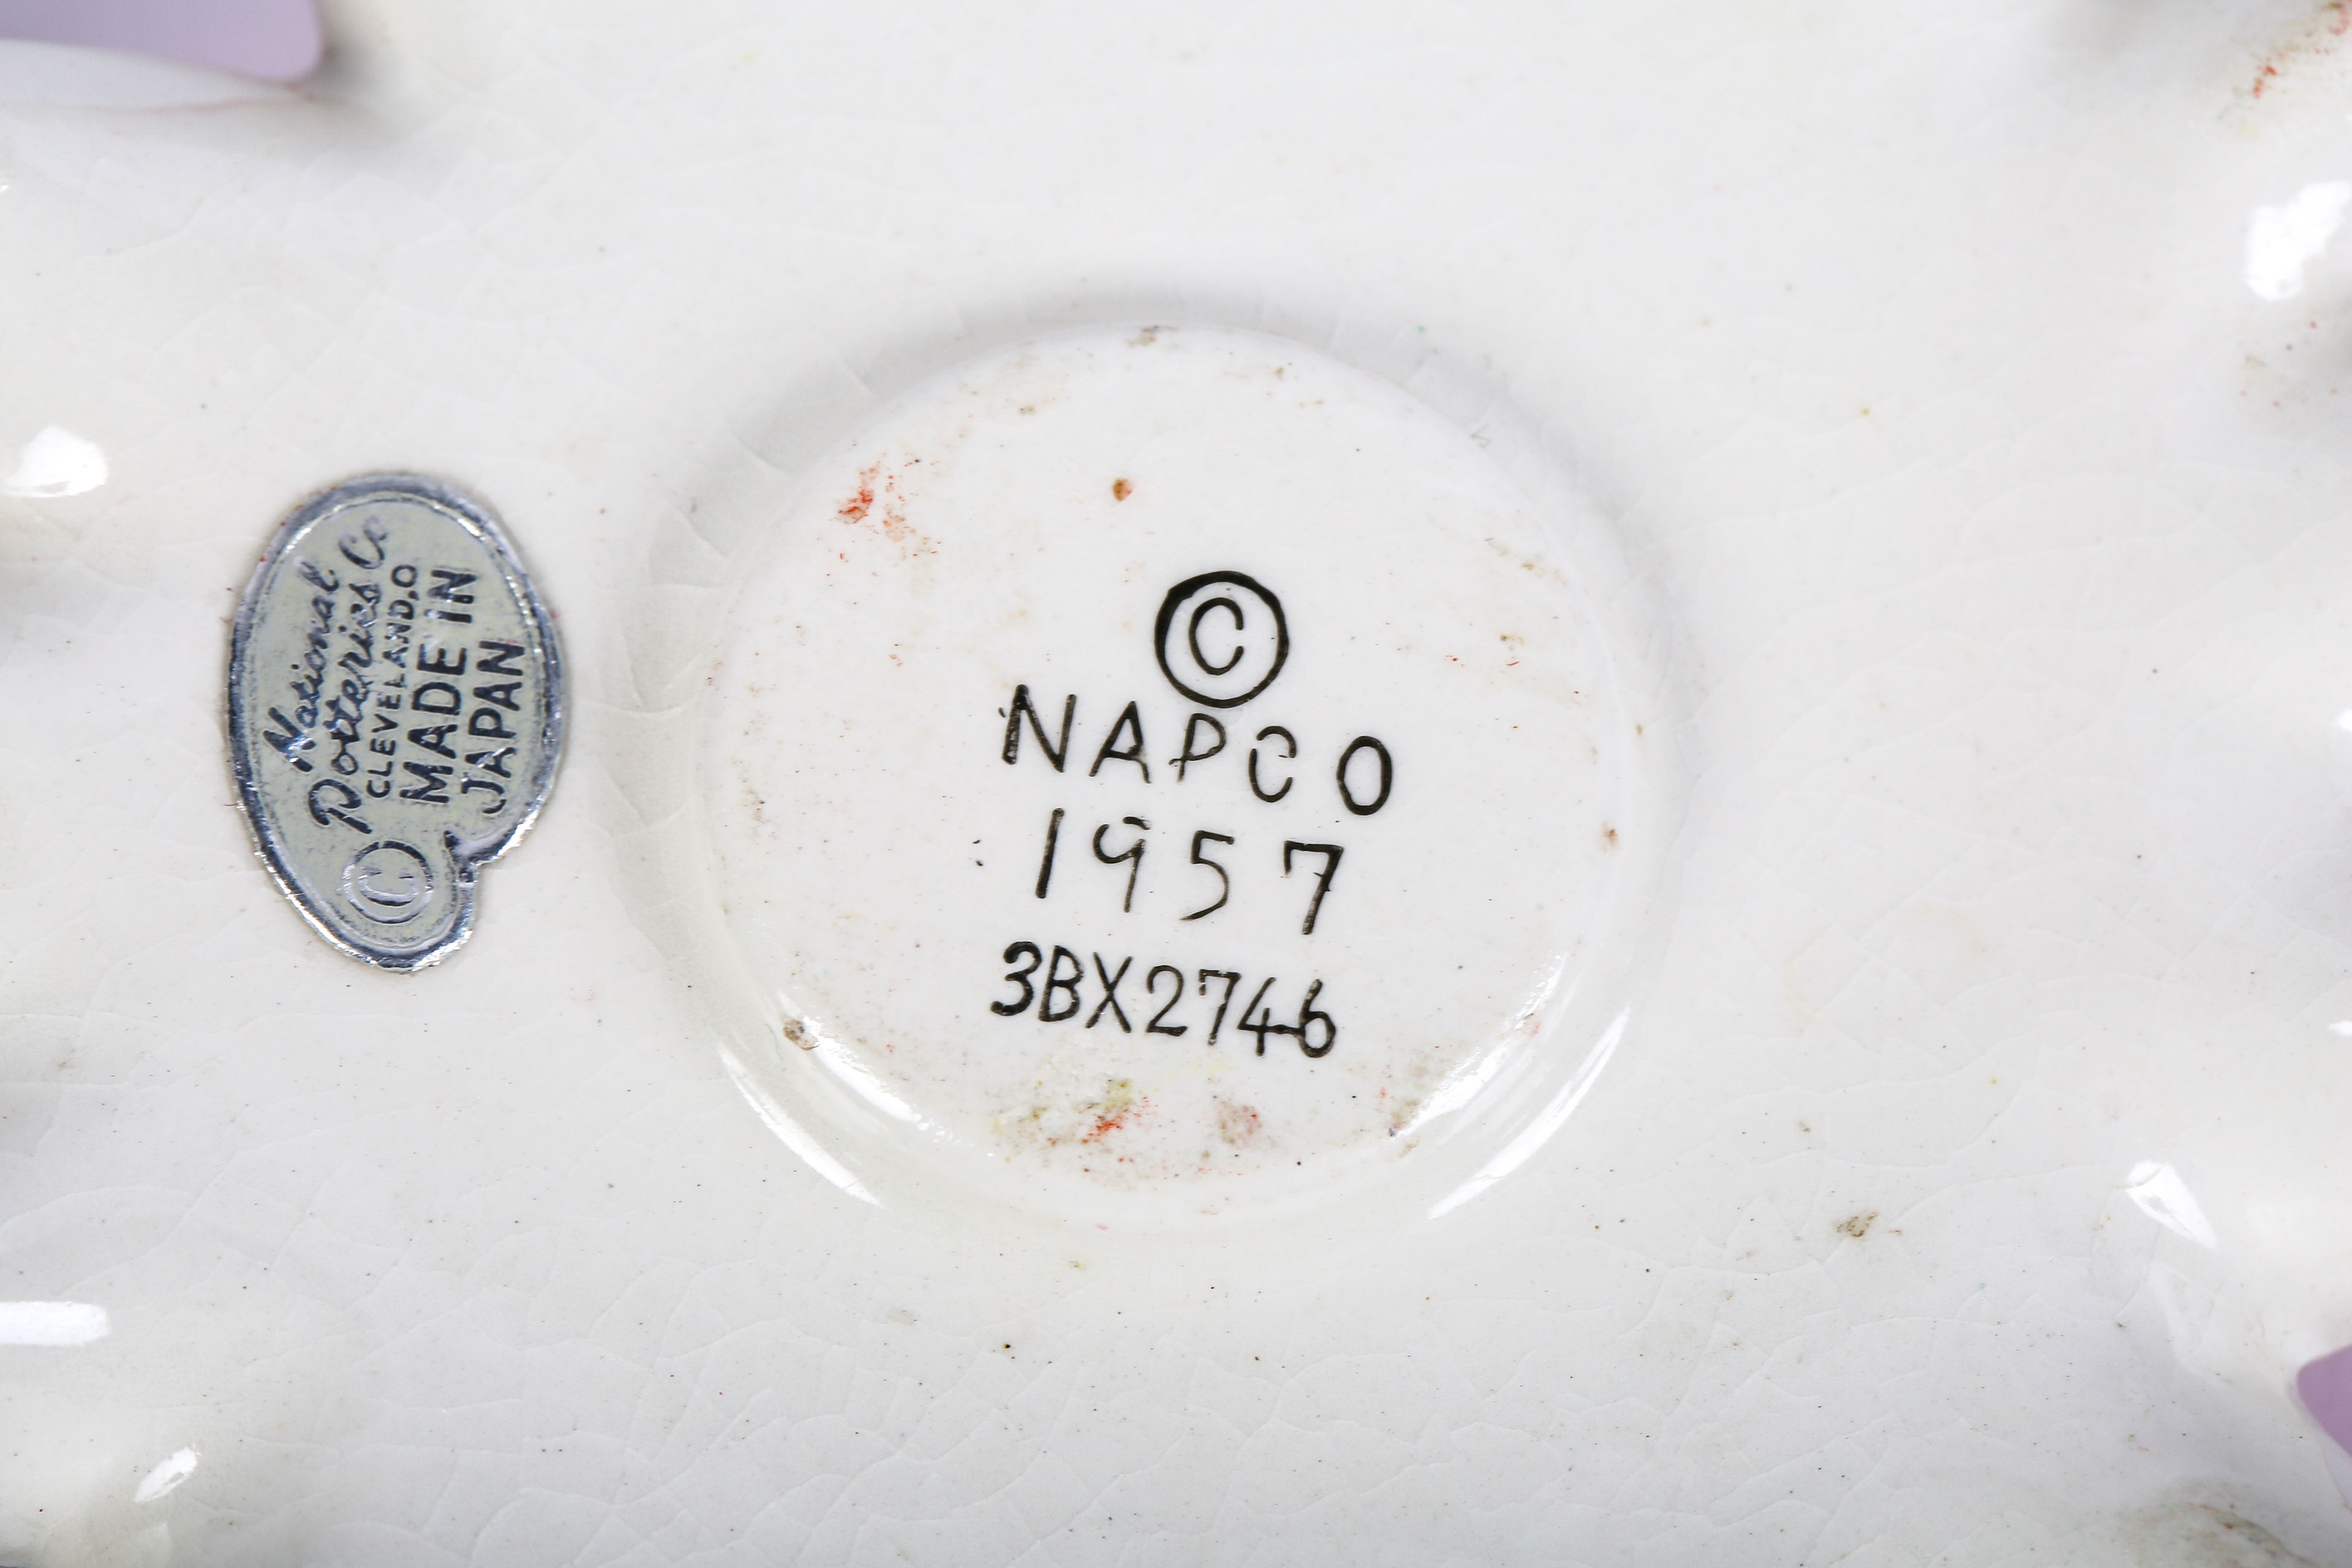 National
Potteries Co
CLEVELAND,O
MADE IN
JAPAN
©
©
NAPCO
1957
3BX2746